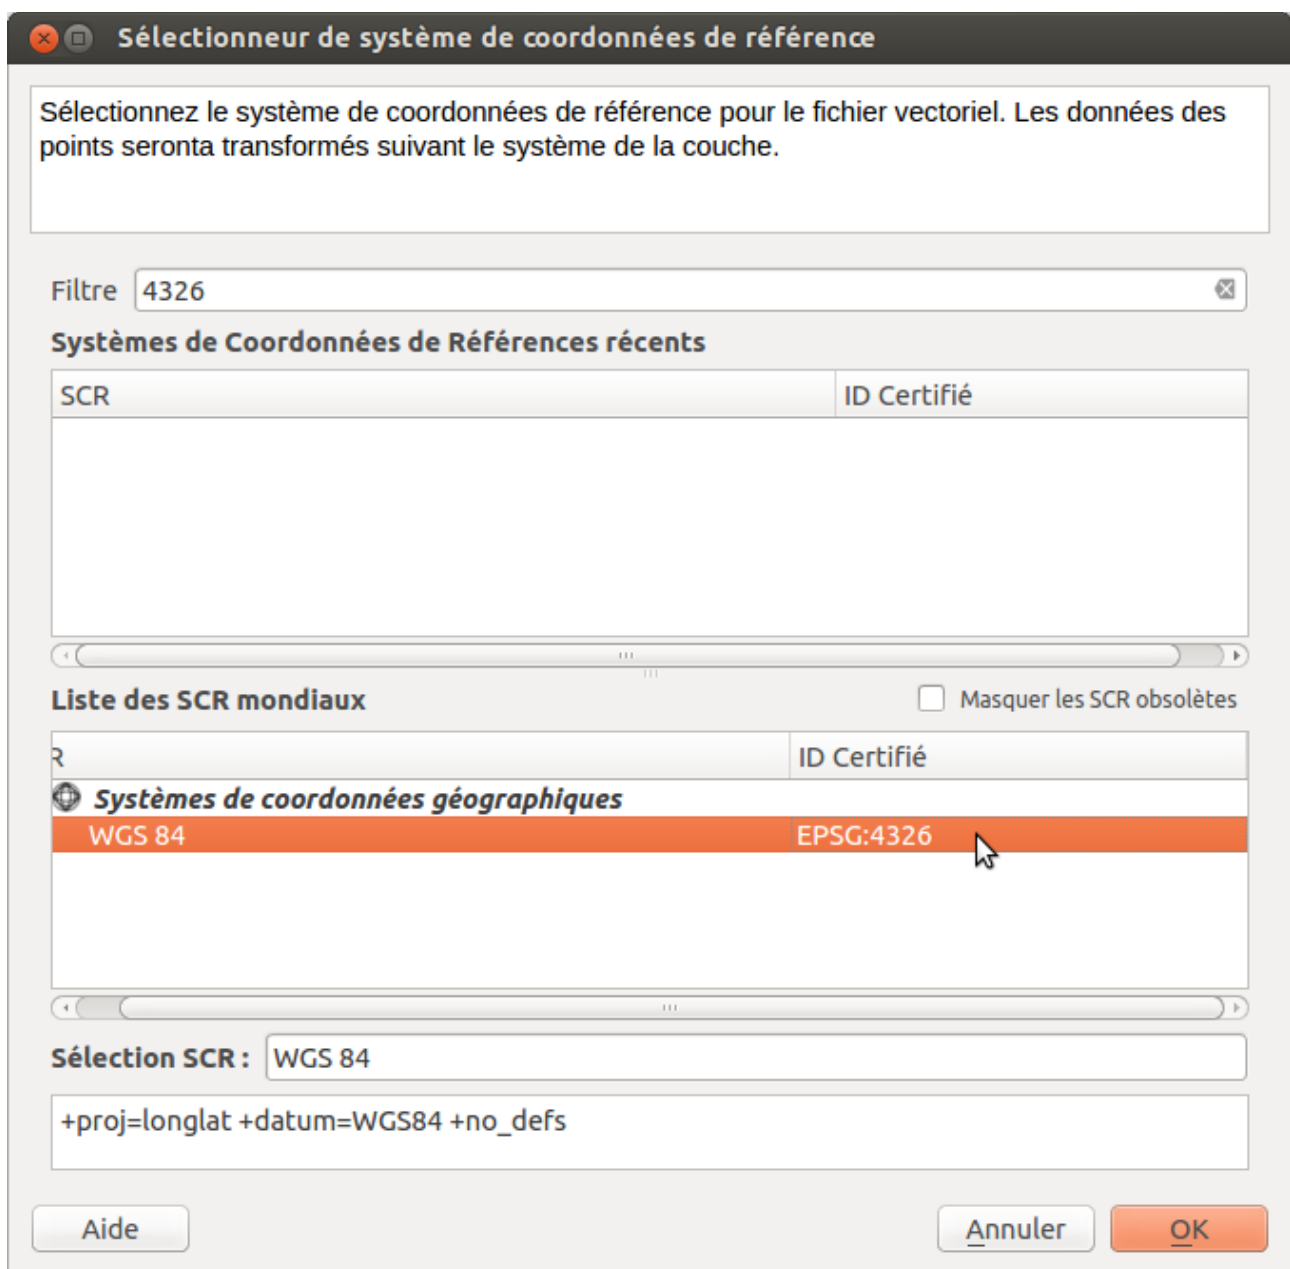 Sélectionneur de système de coordonnées de référence
Sélectionnez le système de coordonnées de référence pour le fichier vectoriel. Les données des
points seronta transformés suivant le système de la couche.
Filtre 4326
Systèmes de Coordonnées de Références récents
SCR ID Certifié
Liste des SCR mondiaux Masquer les SCR obsolètes
R ID Certifié
Systèmes de coordonnées géographiques
WGS 84 EPSG:4326
Sélection SCR : WGS 84
+proj=longlat +datum=WGS84 +no_defs
Aide Annuler OK